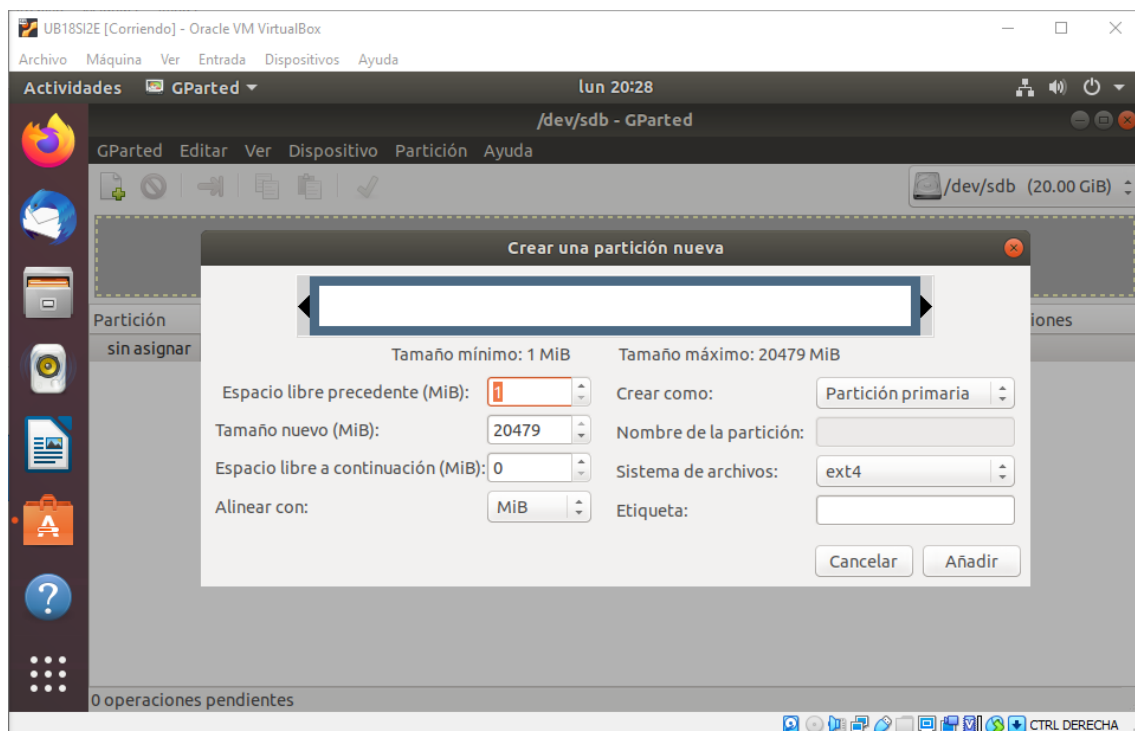 UB18SI2E [Corriendo] - Oracle VM VirtualBox
Archivo Máquina Ver Entrada Dispositivos Ayuda
Actividades GParted lun 20:28
/dev/sdb - GParted
GParted Editar Ver Dispositivo Partición Ayuda
/dev/sdb (20.00 GiB)
Crear una partición nueva
Partición iones
sin asignar
Tamaño mínimo: 1 MiB Tamaño máximo: 20479 MiB
Espacio libre precedente (MiB): 1 Crear como: Partición primaria
Tamaño nuevo (MiB): 20479 Nombre de la partición:
Espacio libre a continuación (MiB): 0 Sistema de archivos: ext4
Alinear con: MiB Etiqueta:
Cancelar Añadir
0 operaciones pendientes
CTRL DERECHA